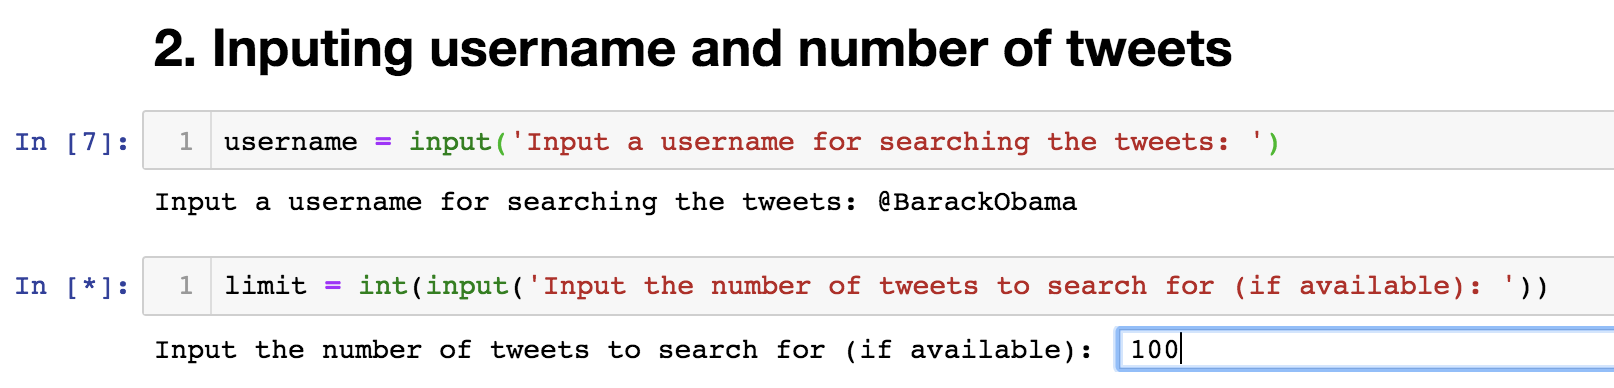 2. Inputing username and number of tweets
In [7]: 1 username = input('Input a username for searching the tweets: ')
Input a username for searching the tweets: @BarackObama
In [*]: 1 limit = int(input('Input the number of tweets to search for (if available): '))
Input the number of tweets to search for (if available): 100